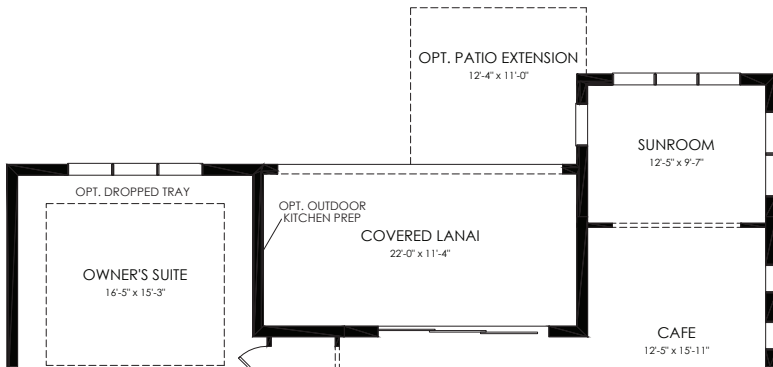 OPT. PATIO EXTENSION
12'-4" x 11'-0"
SUNROOM
12'-5" x 9'-7"
OPT. DROPPED TRAY
OPT. OUTDOOR
KITCHEN PREP
COVERED LANAI
22'-0" x 11'-4"
OWNER'S SUITE
16'-5" x 15'-3"
CAFE
12'-5" x 15'-11"